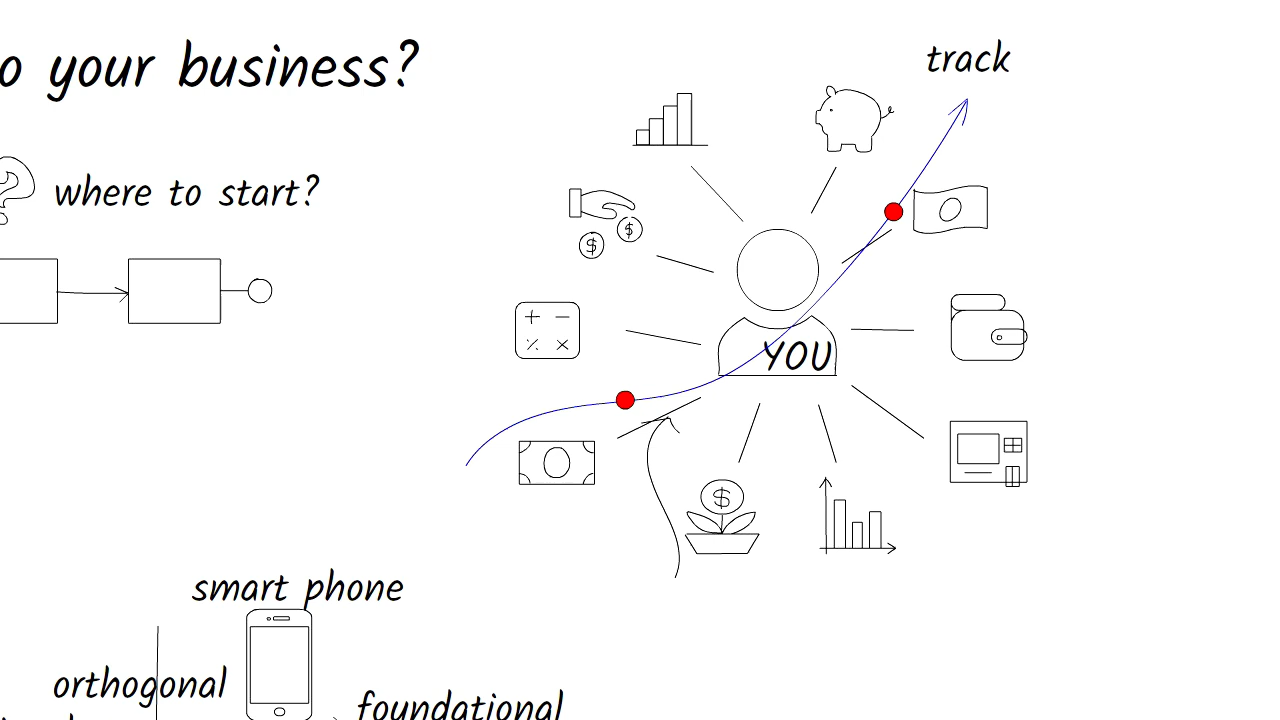 o your business?
track
where to start?
YOU
$ $
$
smart phone
orthogonal
foundational